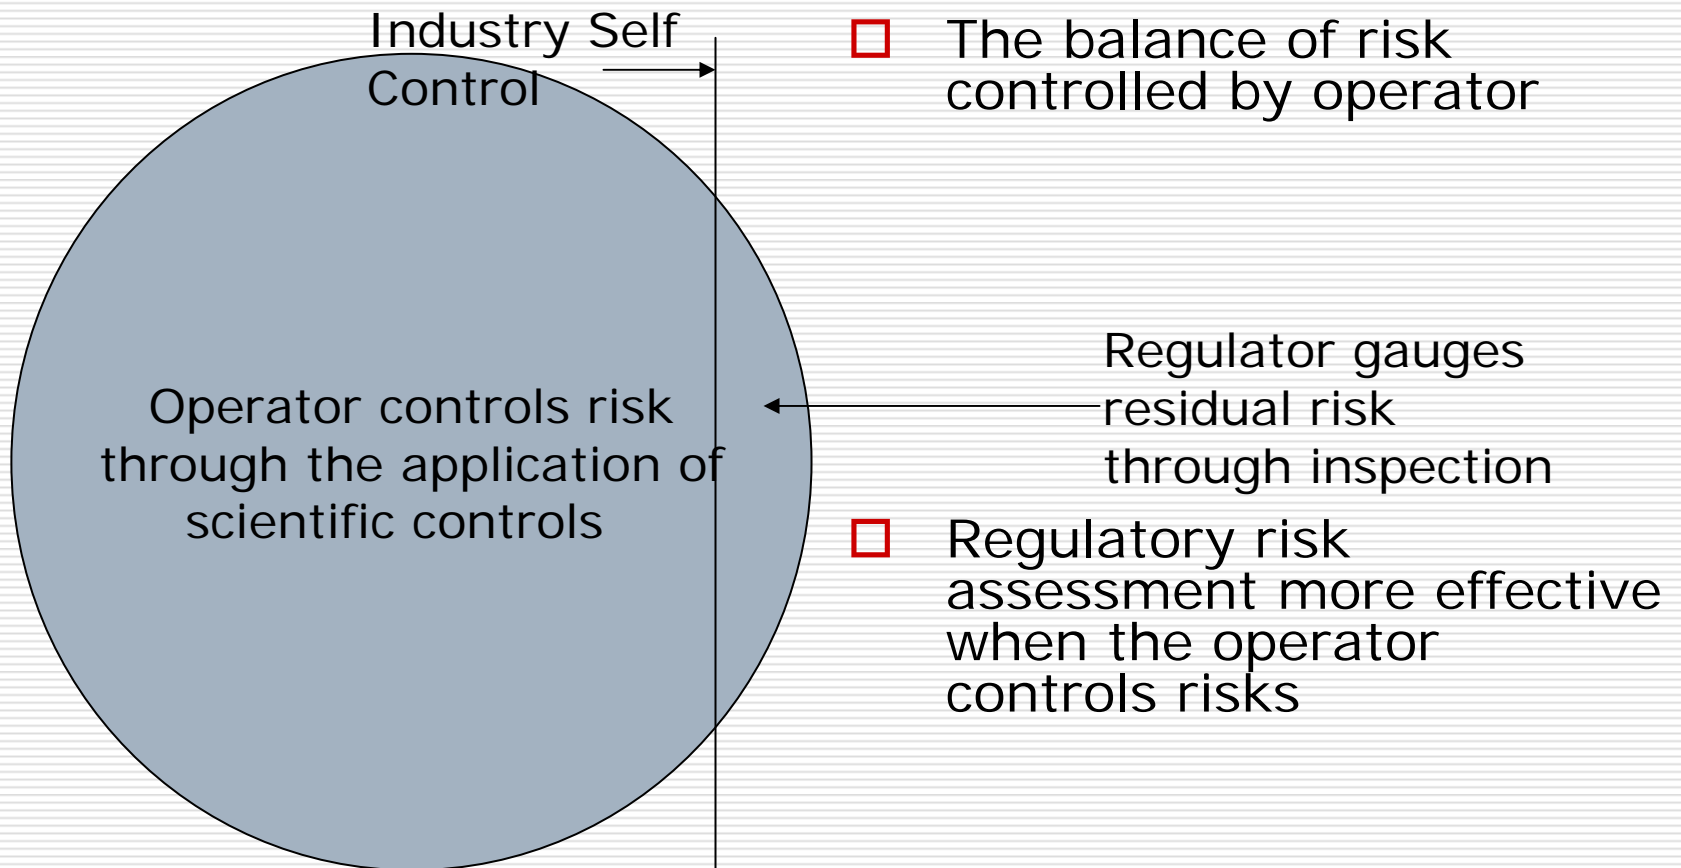 Industry Self
Control
The balance of risk
controlled by operator
Operator controls risk
through the application of
scientific controls
Regulator gauges
residual risk
through inspection
Regulatory risk
assessment more effective
when the operator
controls risks